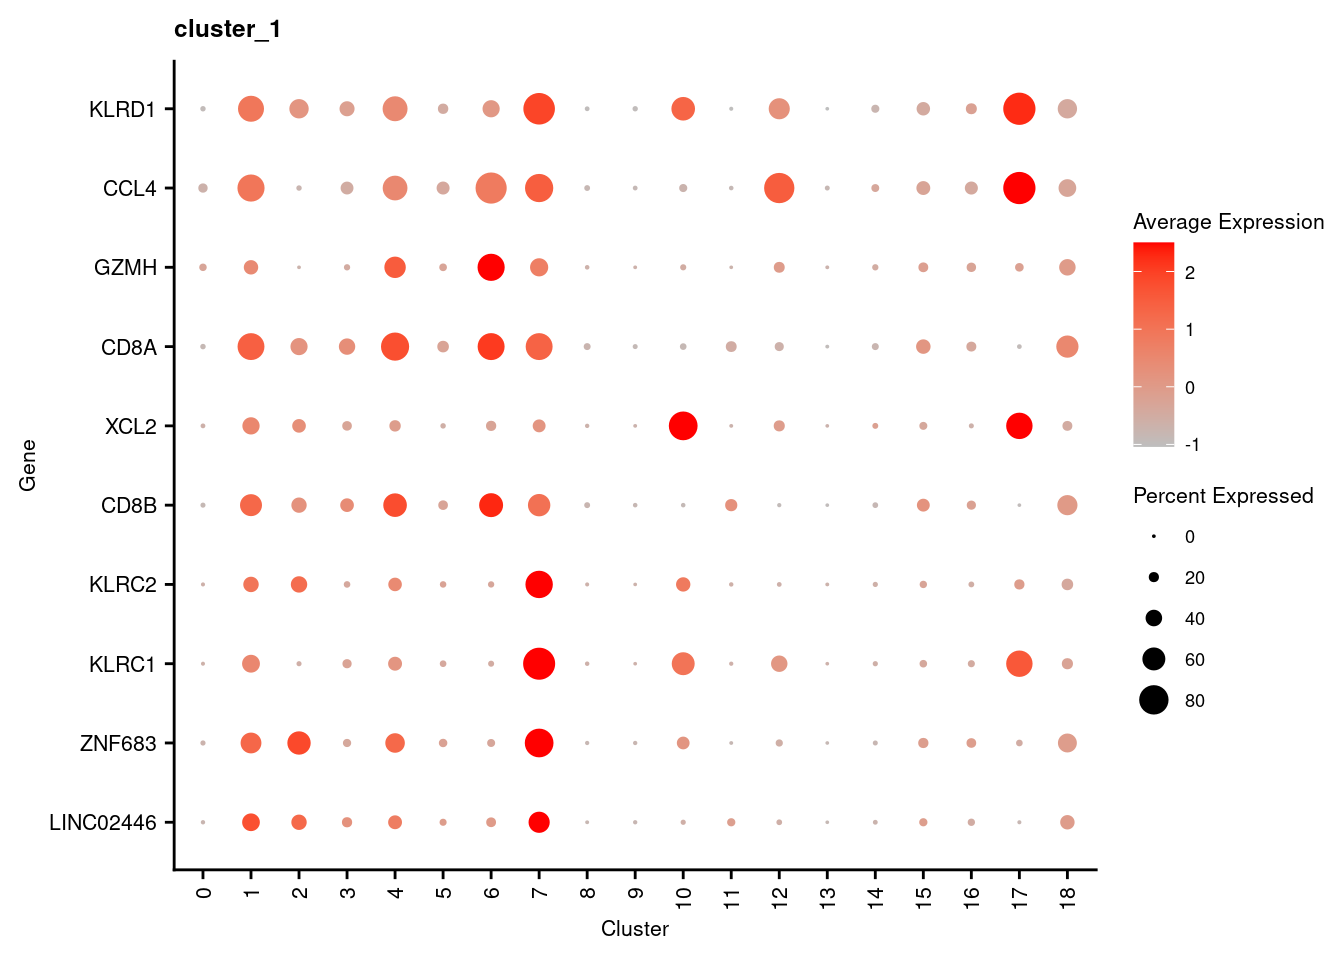 cluster_1
Gene
KLRD1
CCL4
GZMH
CD8A
XCL2
CD8B
KLRC2
KLRC1
ZNF683
LINC02446
0 1 2 3 4 5 6 7 8 9 10 11 12 13 14 15 16 17 18
Cluster
Average Expression
2
1
0
-1
Percent Expressed
0
20
40
60
80